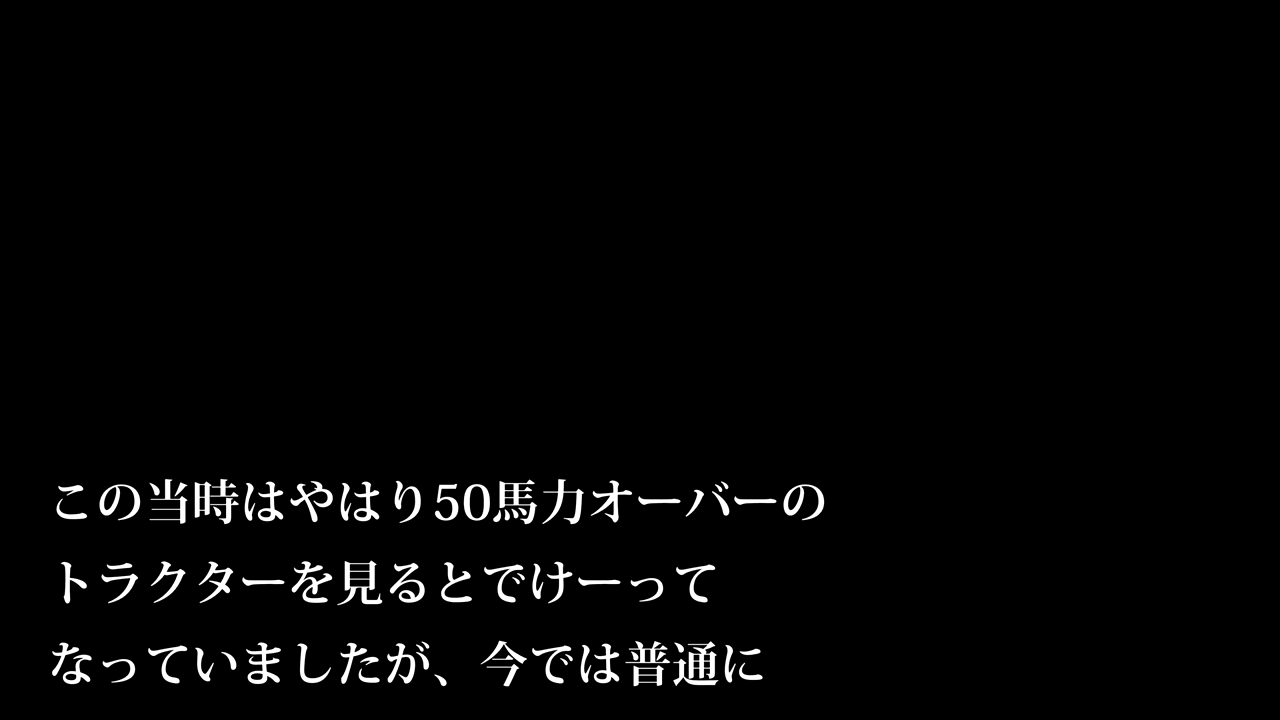 この当時はやはり50馬力オーバーの
トラクターを見るとでけーって
なっていましたが、今では普通に